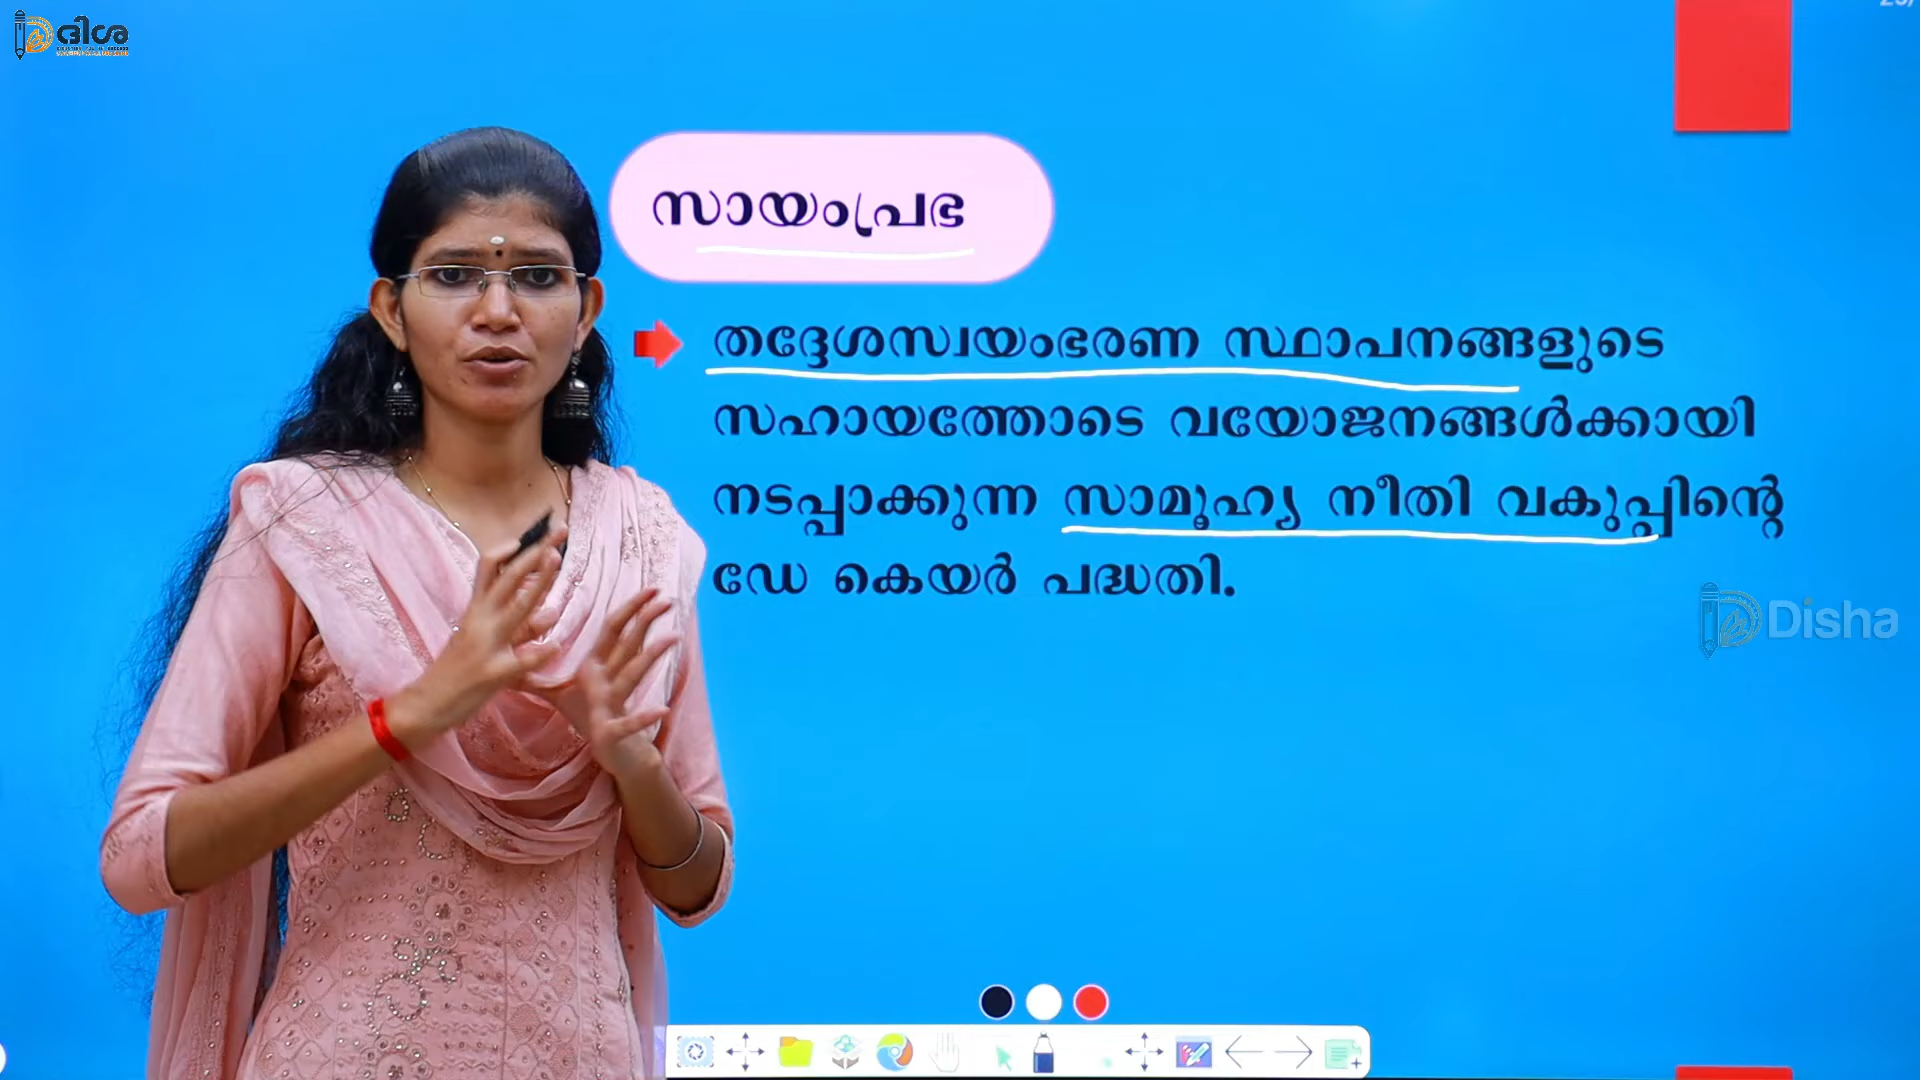 ദിശ
സായംപ്രഭ
തദ്ദേശസ്വയംഭരണ സ്ഥാപനങ്ങളുടെ
സഹായത്തോടെ വയോജനങ്ങൾക്കായി
നടപ്പാക്കുന്ന സാമൂഹ്യ നീതി വകുപ്പിന്റെ
ഡേ കെയർ പദ്ധതി.
Disha